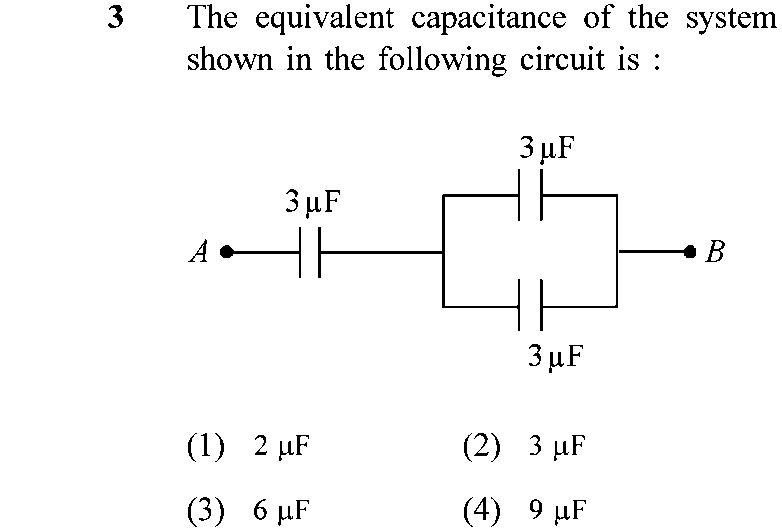 3 The equivalent capacitance of the system
shown in the following circuit is :
3 μF
3 μF
A B
3 μF
(1) 2 μF (2) 3 μF
(3) 6 μF (4) 9 μF